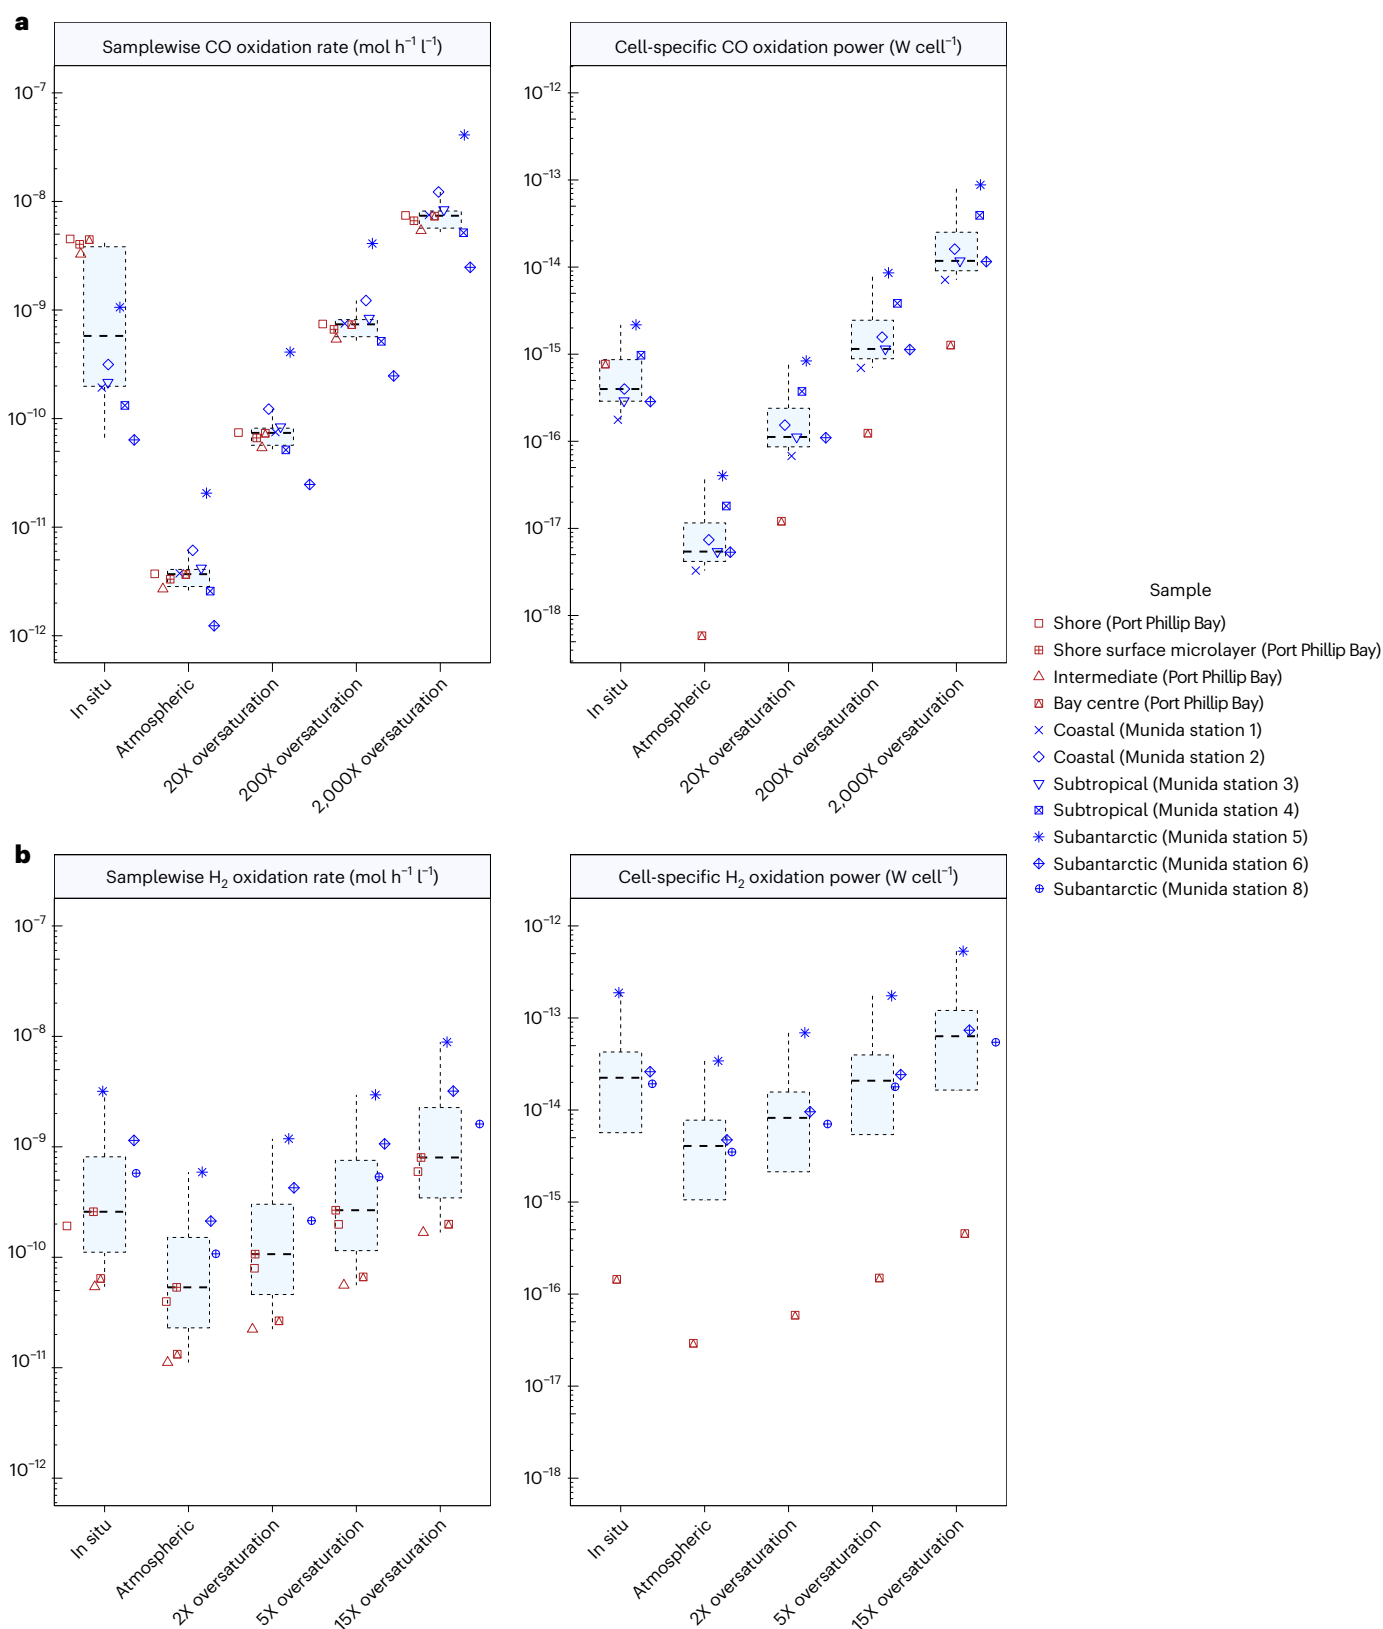 a
Samplewise CO oxidation rate (mol h⁻¹ l⁻¹)
Cell-specific CO oxidation power (W cell⁻¹)
10⁻⁷
10⁻⁸
10⁻⁹
10⁻¹⁰
10⁻¹¹
10⁻¹²
In situ
Atmospheric
20X oversaturation
200X oversaturation
2,000X oversaturation
10⁻¹²
10⁻¹³
10⁻¹⁴
10⁻¹⁵
10⁻¹⁶
10⁻¹⁷
10⁻¹⁸
In situ
Atmospheric
20X oversaturation
200X oversaturation
2,000X oversaturation
Sample
Shore (Port Phillip Bay)
Shore surface microlayer (Port Phillip Bay)
Intermediate (Port Phillip Bay)
Bay centre (Port Phillip Bay)
Coastal (Munida station 1)
Coastal (Munida station 2)
Subtropical (Munida station 3)
Subtropical (Munida station 4)
Subantarctic (Munida station 5)
Subantarctic (Munida station 6)
Subantarctic (Munida station 8)
b
Samplewise H₂ oxidation rate (mol h⁻¹ l⁻¹)
Cell-specific H₂ oxidation power (W cell⁻¹)
10⁻⁷
10⁻⁸
10⁻⁹
10⁻¹⁰
10⁻¹¹
10⁻¹²
In situ
Atmospheric
2X oversaturation
5X oversaturation
15X oversaturation
10⁻¹²
10⁻¹³
10⁻¹⁴
10⁻¹⁵
10⁻¹⁶
10⁻¹⁷
10⁻¹⁸
In situ
Atmospheric
2X oversaturation
5X oversaturation
15X oversaturation